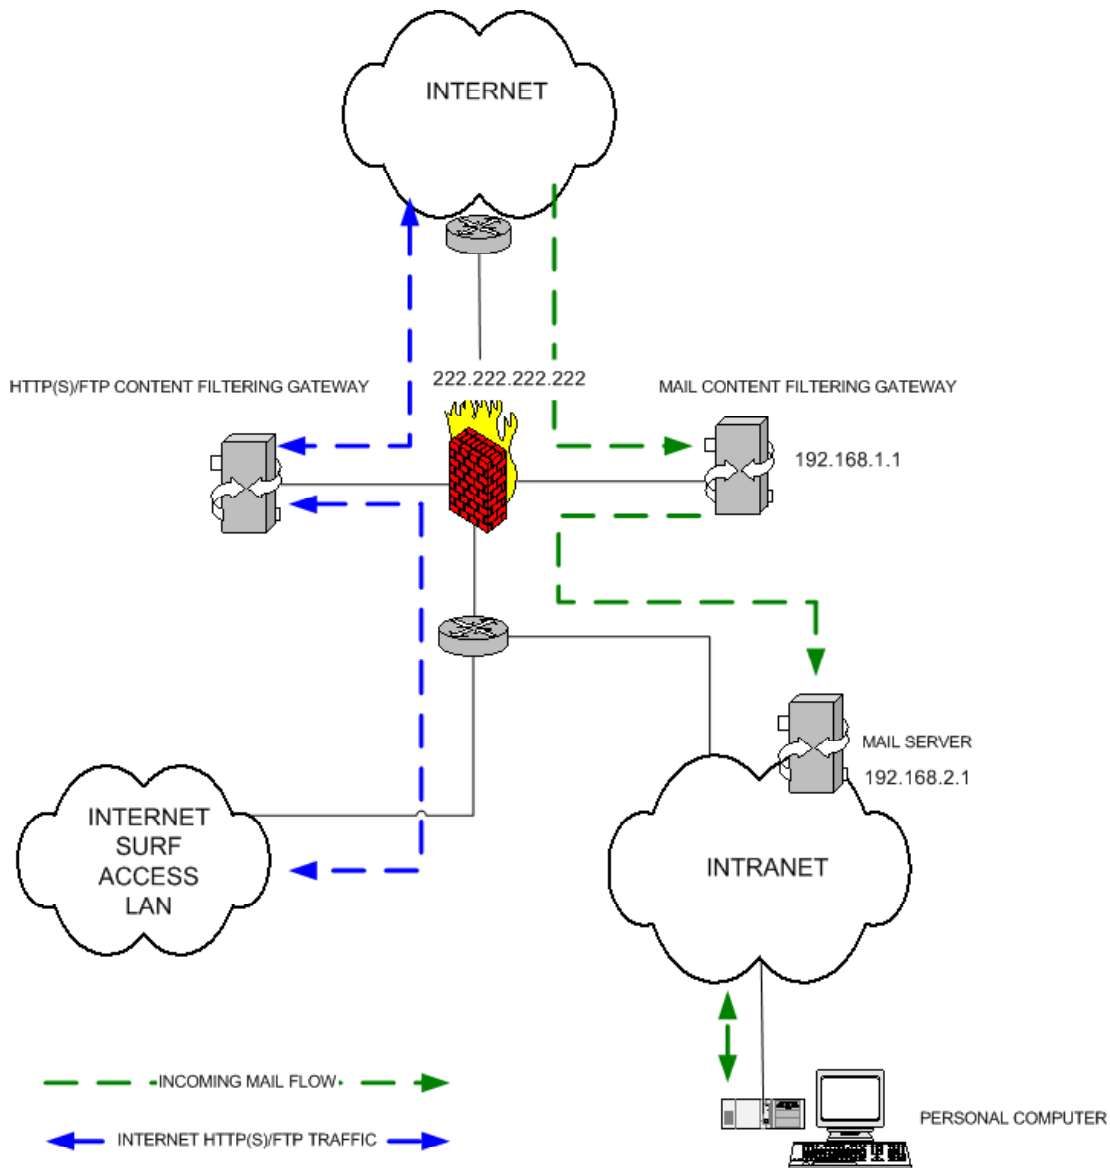 INTERNET
222.222.222.222
HTTP(S)/FTP CONTENT FILTERING GATEWAY
MAIL CONTENT FILTERING GATEWAY
192.168.1.1
MAIL SERVER
192.168.2.1
INTERNET
SURF
ACCESS
LAN
INTRANET
INCOMING MAIL FLOW
INTERNET HTTP(S)/FTP TRAFFIC
PERSONAL COMPUTER